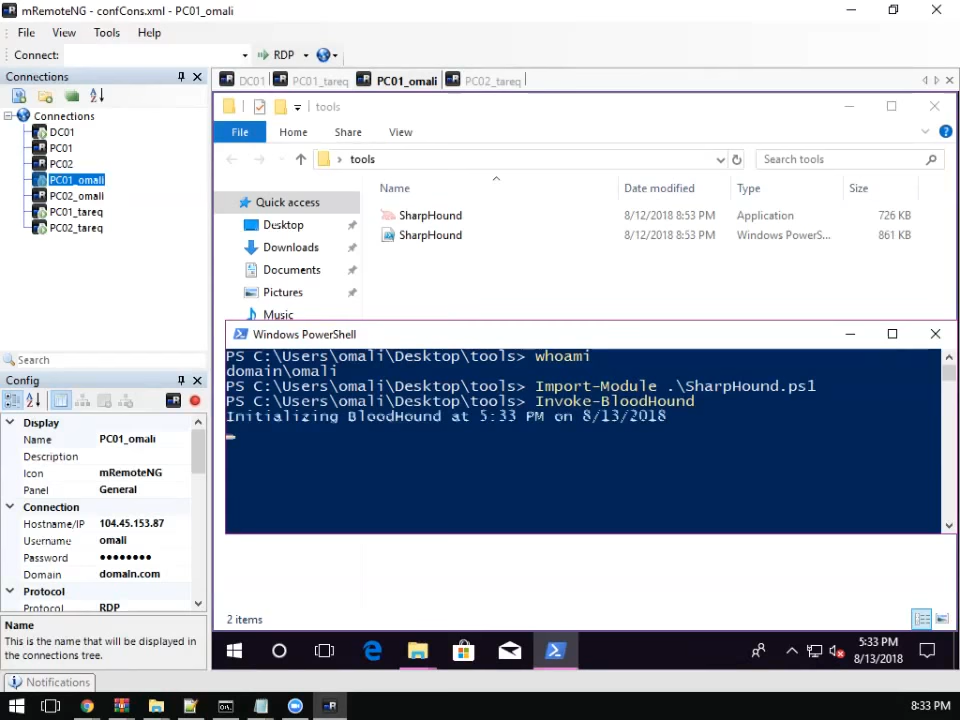 mRemoteNG - confCons.xml - PC01_omali
File View Tools Help
Connect: RDP
Connections
Connections
DC01
PC01
PC02
PC01_omali
PC02_omali
PC01_tareq
PC02_tareq
Search
Config
Display
Name PC01_omali
Description
Icon mRemoteNG
Panel General
Connection
Hostname/IP 104.45.153.87
Username omali
Password ••••••••
Domain domain.com
Protocol
Protocol RDP
Name
This is the name that will be displayed in
the connections tree.
Notifications
DC01 PC01_tareq PC01_omali PC02_tareq
tools
File Home Share View
tools
Search tools
Name Date modified Type Size
Quick access
Desktop
Downloads
Documents
Pictures
Music
SharpHound 8/12/2018 8:53 PM Application 726 KB
SharpHound 8/12/2018 8:53 PM Windows PowerS... 861 KB
Windows PowerShell
PS C:\Users\omali\Desktop\tools> whoami
domain\omali
PS C:\Users\omali\Desktop\tools> Import-Module .\SharpHound.ps1
PS C:\Users\omali\Desktop\tools> Invoke-BloodHound
Initializing BloodHound at 5:33 PM on 8/13/2018
2 items
5:33 PM
8/13/2018
8:33 PM